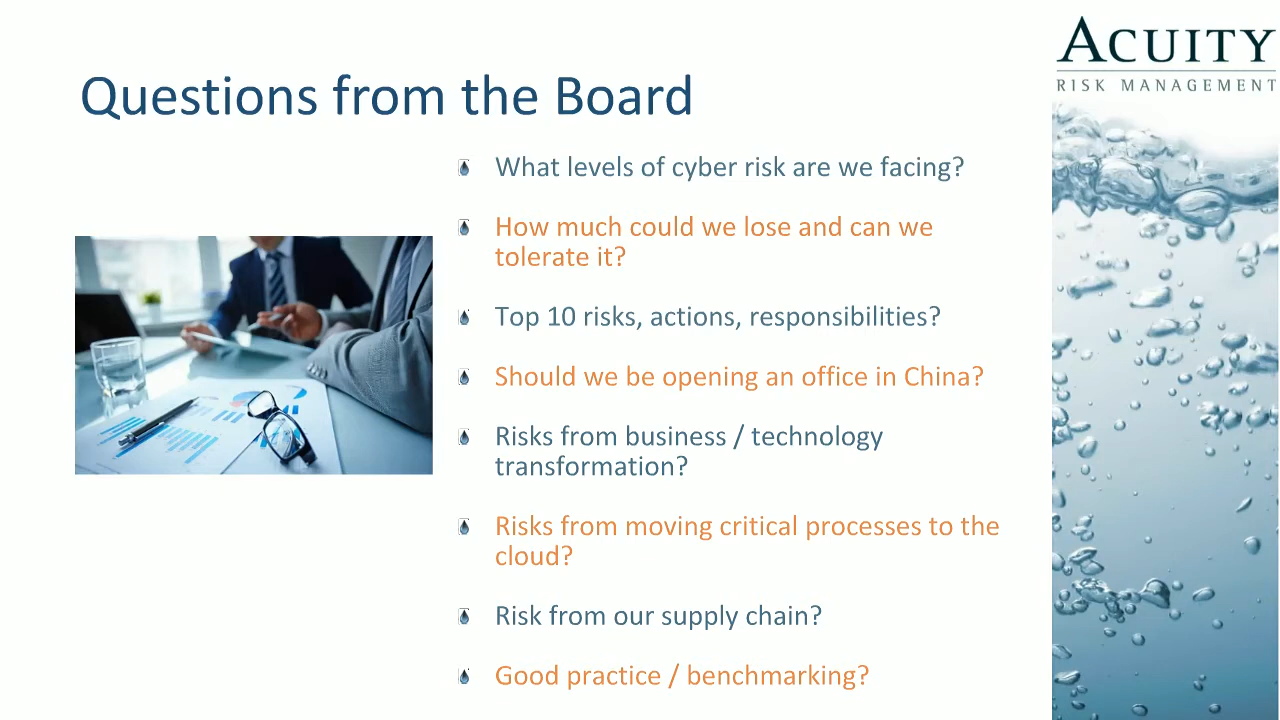 ACUITY
RISK MANAGEMENT
Questions from the Board
What levels of cyber risk are we facing?
How much could we lose and can we
tolerate it?
Top 10 risks, actions, responsibilities?
Should we be opening an office in China?
Risks from business / technology
transformation?
Risks from moving critical processes to the
cloud?
Risk from our supply chain?
Good practice / benchmarking?